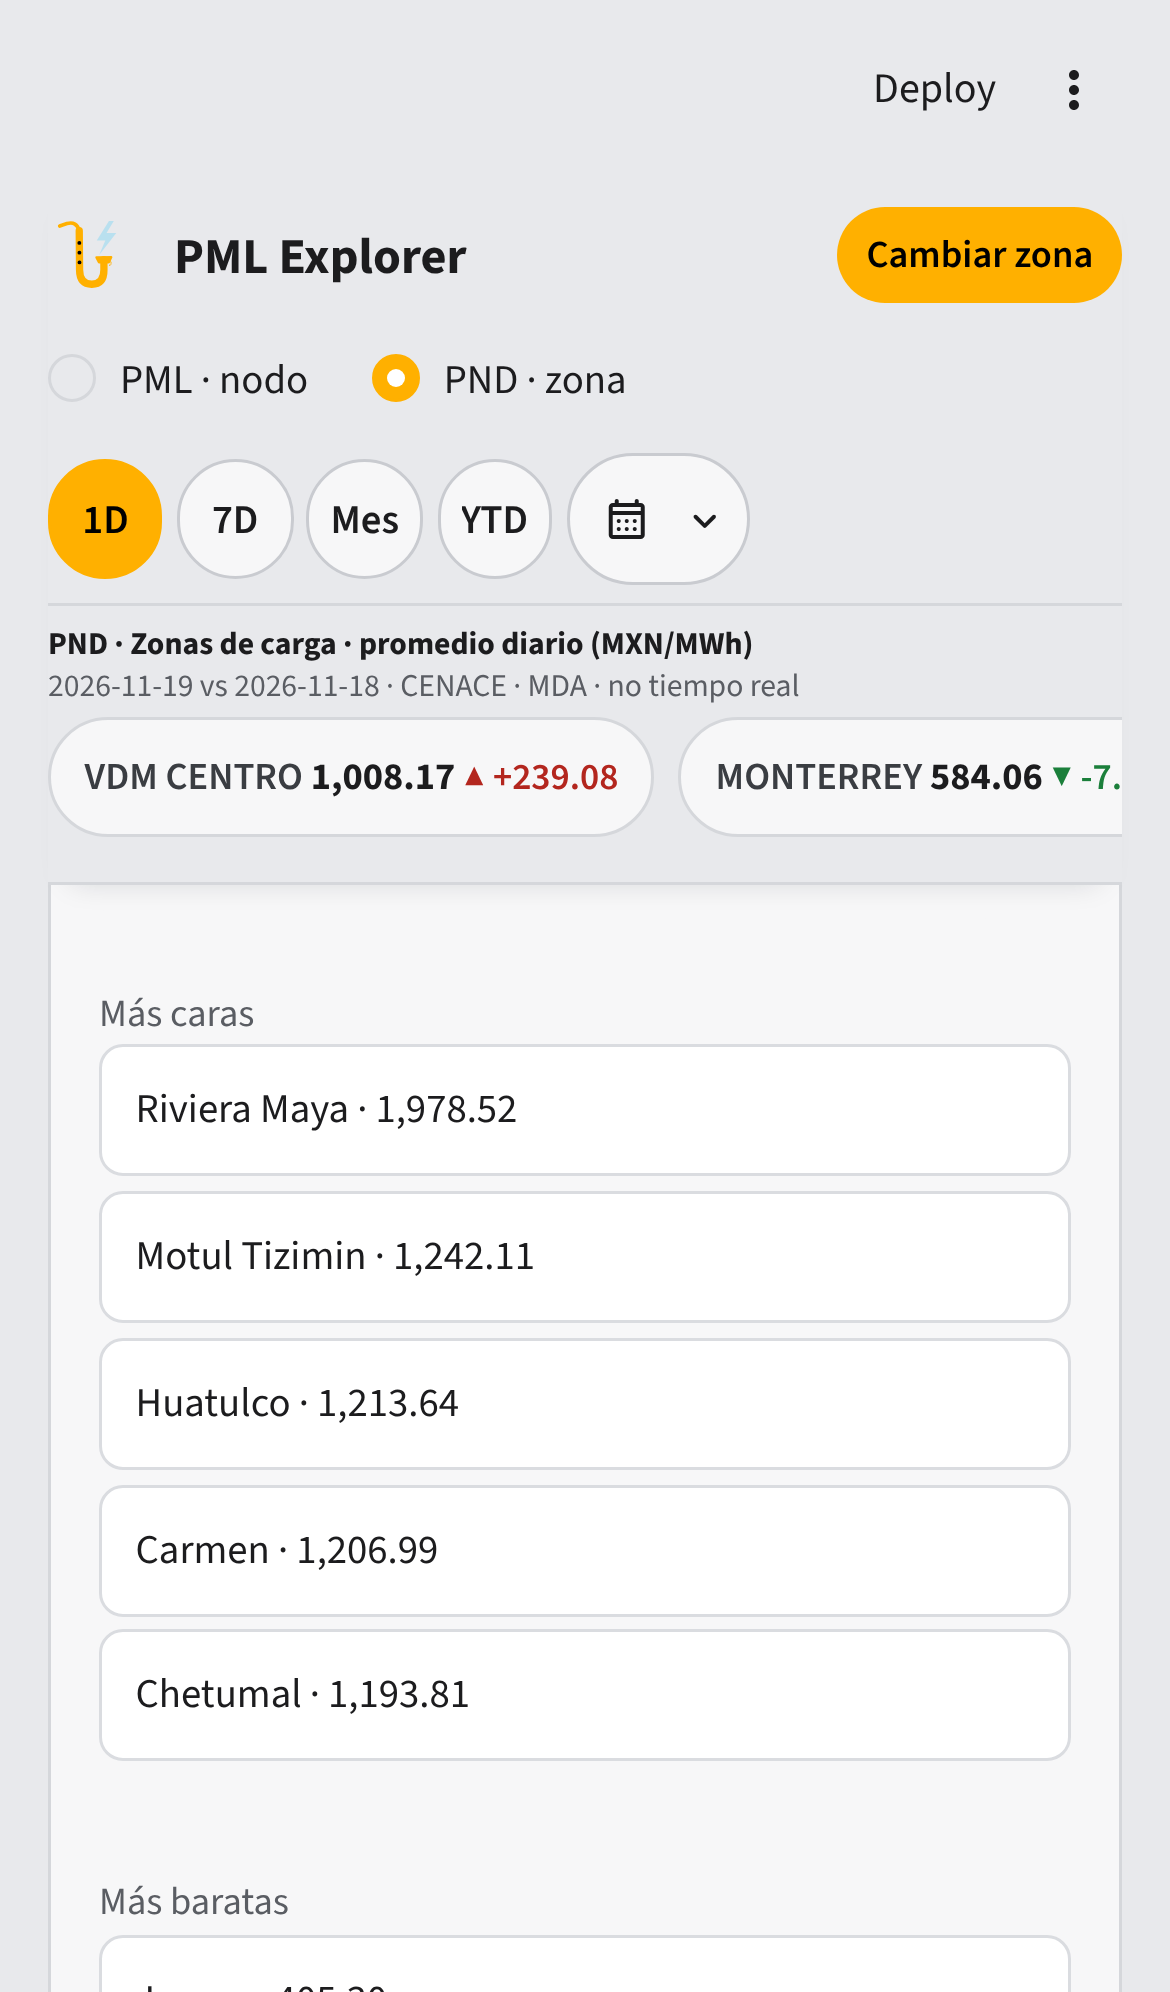 Deploy
PML Explorer
Cambiar zona
PML · nodo
PND · zona
1D
7D
Mes
YTD
PND · Zonas de carga · promedio diario (MXN/MWh)
2026-11-19 vs 2026-11-18 · CENACE · MDA · no tiempo real
VDM CENTRO 1,008.17 ▲ +239.08
MONTERREY 584.06 ▼ -7.
Más caras
Riviera Maya · 1,978.52
Motul Tizimin · 1,242.11
Huatulco · 1,213.64
Carmen · 1,206.99
Chetumal · 1,193.81
Más baratas